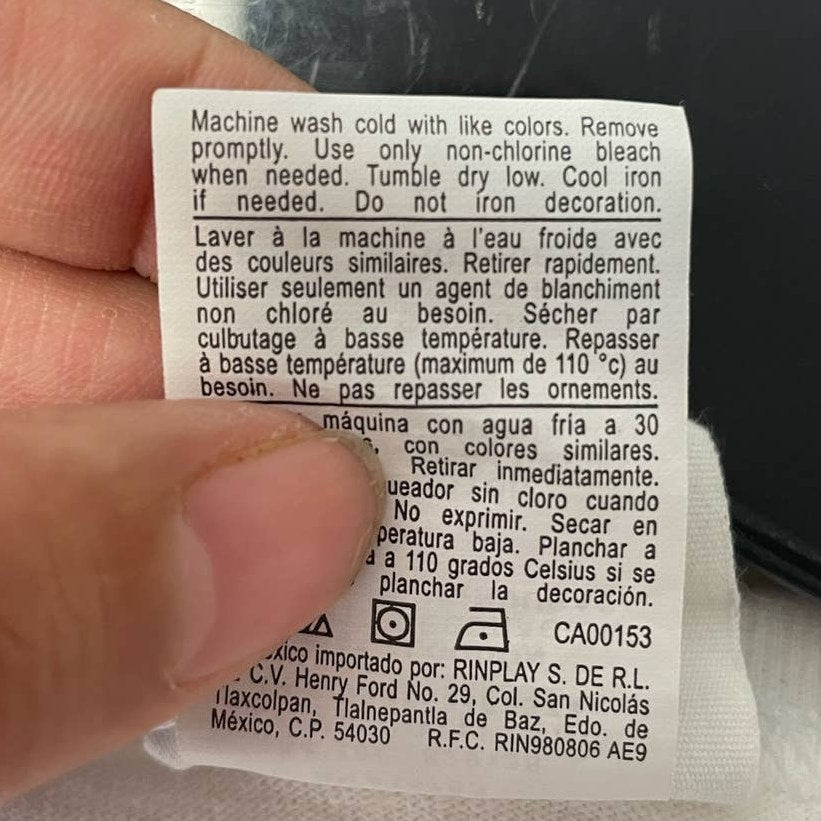 Machine wash cold with like colors. Remove
promptly. Use only non-chlorine bleach
when needed. Tumble dry low. Cool iron
if needed. Do not iron decoration.
Laver à la machine à l'eau froide avec
des couleurs similaires. Retirer rapidement.
Utiliser seulement un agent de blanchiment
non chloré au besoin. Sécher par
culbutage à basse température. Repasser
à basse température (maximum de 110 °c) au
besoin. Ne pas repasser les ornements.
máquina con agua fría a 30
con colores similares.
Retirar inmediatamente.
sin cloro cuando
No exprimir. Secar en
baja. Planchar a
a 110 grados Celsius si se
planchar la decoración.
CA00153
importado por: RINPLAY S. DE R.L.
C.V. Henry Ford No. 29, Col. San Nicolás
Tlaxcolpan, Tlalnepantla de Baz, Edo. de
México, C.P. 54030 R.F.C. RIN980806 AE9